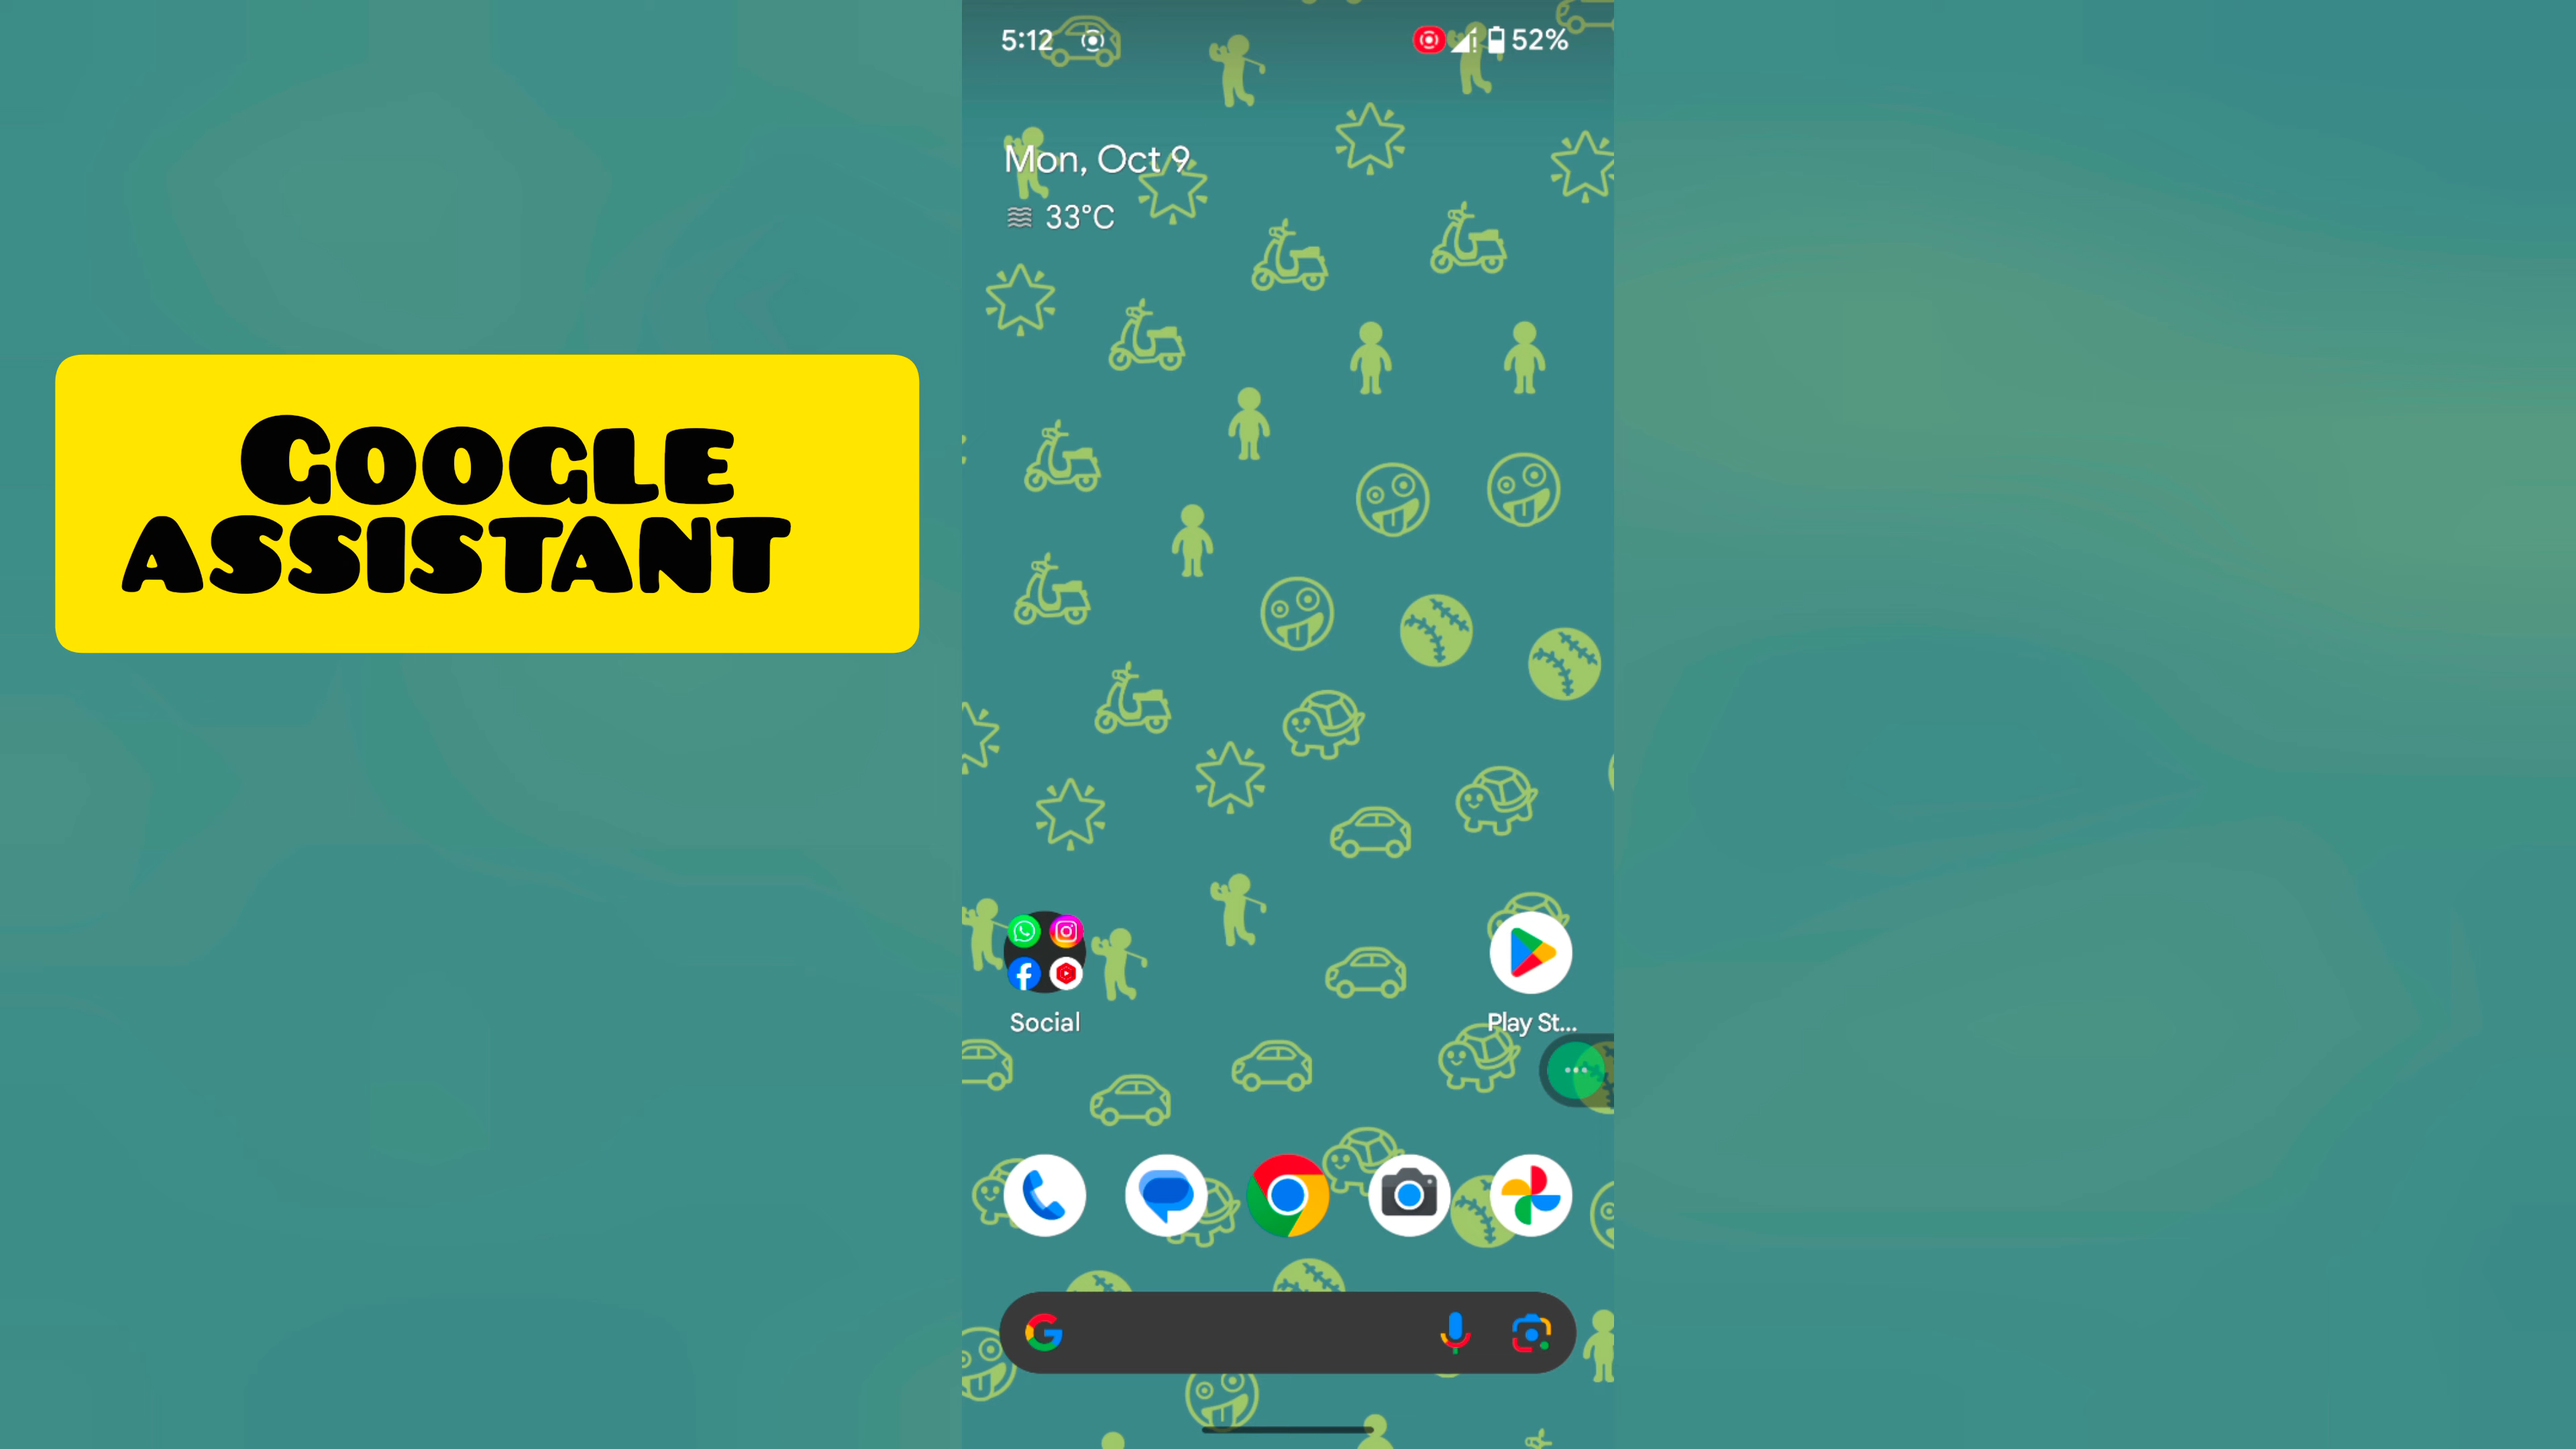 GOOGLE
ASSISTANT
5:12
52%
Mon, Oct 9
33°C
Social
Play St...